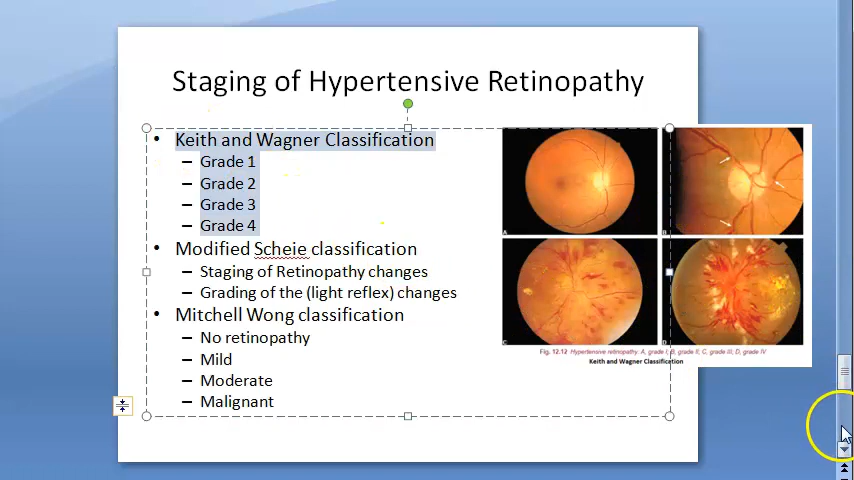 Staging of Hypertensive Retinopathy
• Keith and Wagner Classification
– Grade 1
– Grade 2
– Grade 3
– Grade 4
• Modified Scheie classification
– Staging of Retinopathy changes
– Grading of the (light reflex) changes
• Mitchell Wong classification
– No retinopathy
– Mild
– Moderate
– Malignant
A
C
Fig. 12.12 Hypertensive retinopathy: A, grade I; B, grade II; C, grade III; D, grade IV
Keith and Wagner Classification